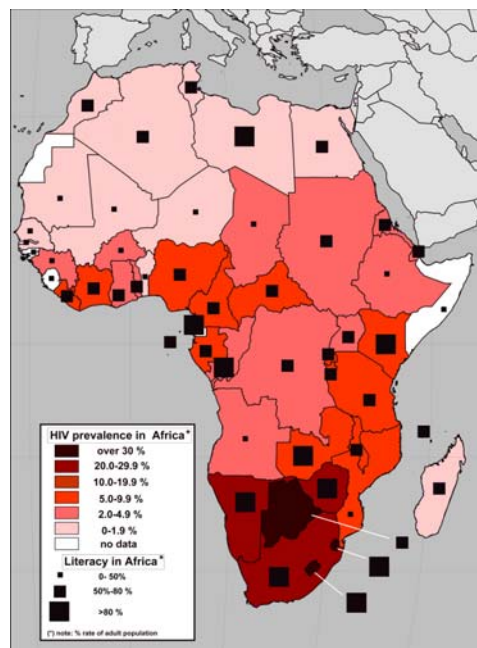 HIV prevalence in Africa*
over 30 %
20.0-29.9 %
10.0-19.9 %
5.0-9.9 %
2.0-4.9 %
0-1.9 %
no data
Literacy in Africa*
0- 50%
50%-80 %
>80 %
(*) note: % rate of adult population